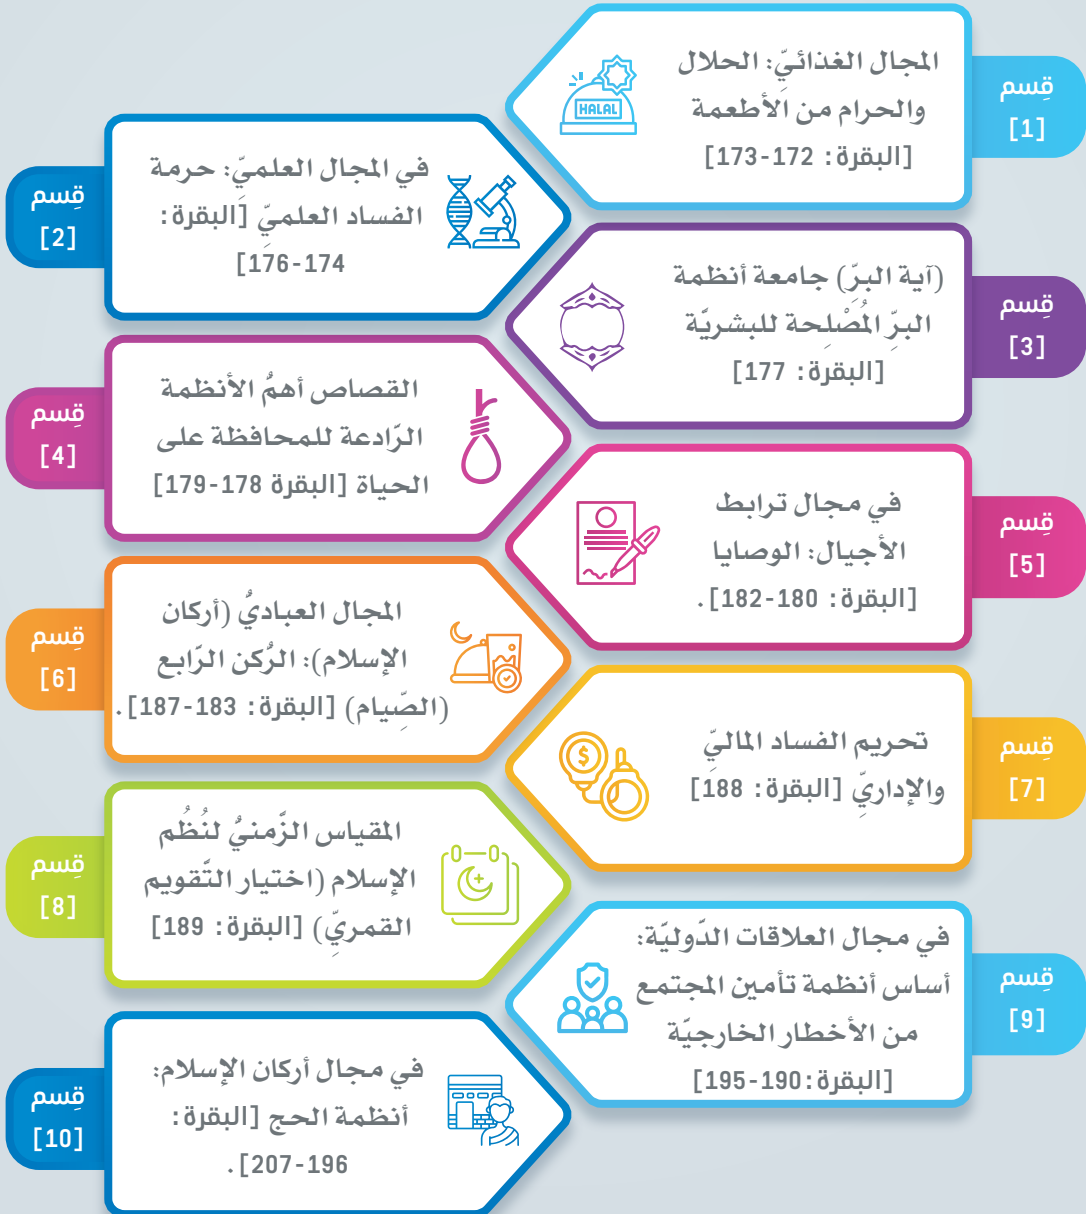 قِسم
[1]
المجال الغذائيّ: الحلال
والحرام من الأطعمة
[البقرة: 172-173]
HALAL
قِسم
[2]
في المجال العلميّ: حرمة
الفساد العلميّ [البقرة:
174-176]
قِسم
[3]
(آية البرّ) جامعة أنظمة
البرّ المُصْلِحة للبشريّة
[البقرة: 177]
قِسم
[4]
القصاص أهمُّ الأنظمة
الرّادعة للمحافظة على
الحياة [البقرة 178-179]
قِسم
[5]
في مجال ترابط
الأجيال: الوصايا
[البقرة: 180-182].
قِسم
[6]
المجال العباديُّ (أركان
الإسلام): الرُكن الرّابع
(الصِّيام) [البقرة: 183-187].
قِسم
[7]
تحريم الفساد الماليّ
والإداريّ [البقرة: 188]
$
قِسم
[8]
المقياس الزّمنيُّ لنُظُم
الإسلام (اختيار التّقويم
القمريّ) [البقرة: 189]
قِسم
[9]
في مجال العلاقات الدّوليّة:
أساس أنظمة تأمين المجتمع
من الأخطار الخارجيّة
[البقرة:190-195]
قِسم
[10]
في مجال أركان الإسلام:
أنظمة الحج [البقرة:
196-207].